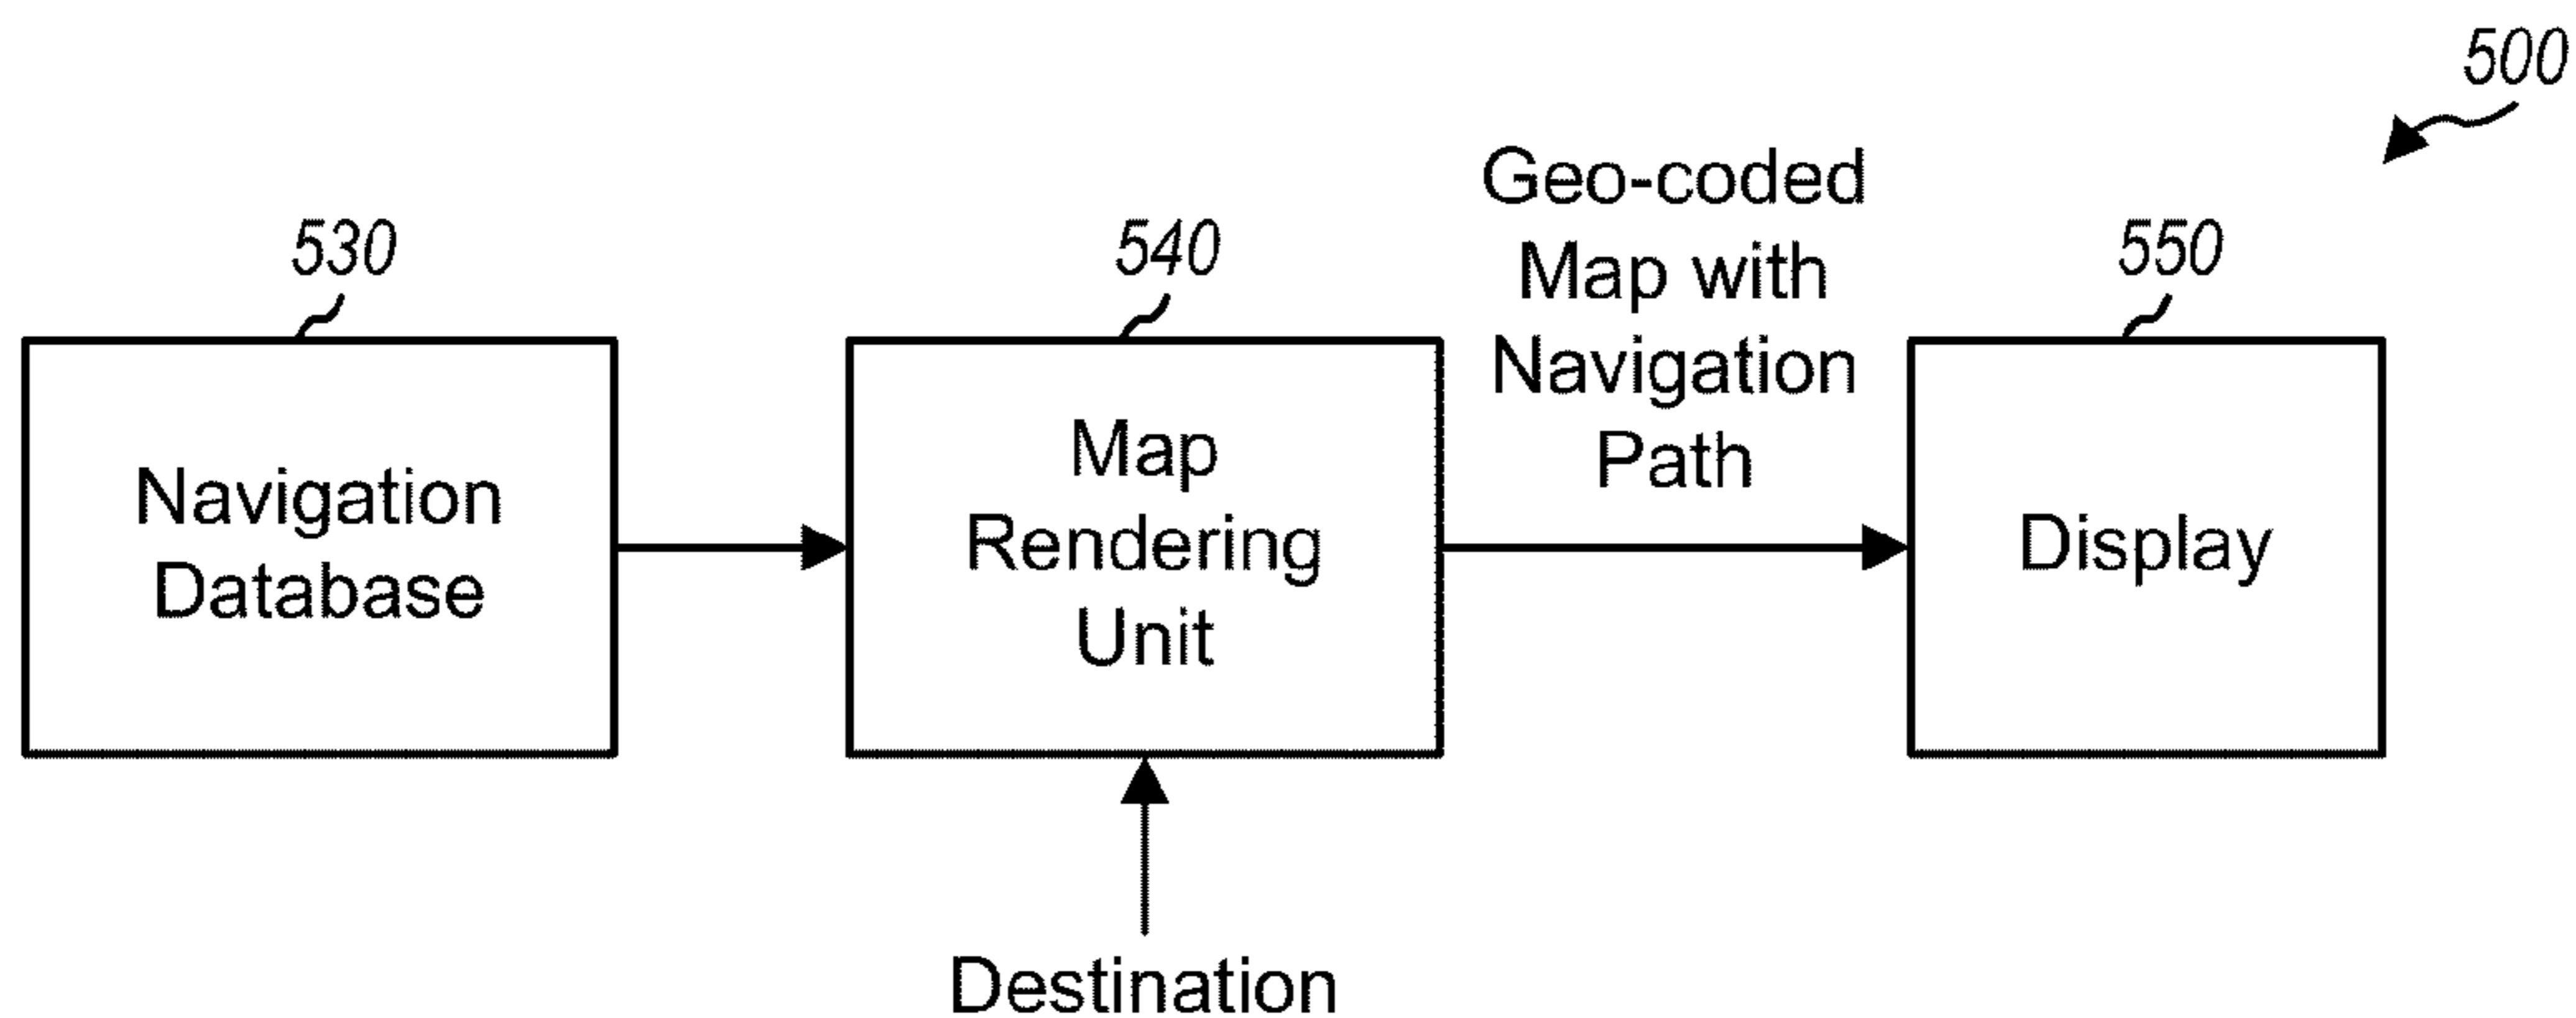 500
530
Navigation
Database
540
Map
Rendering
Unit
Destination
Geo-coded
Map with
Navigation
Path
550
Display